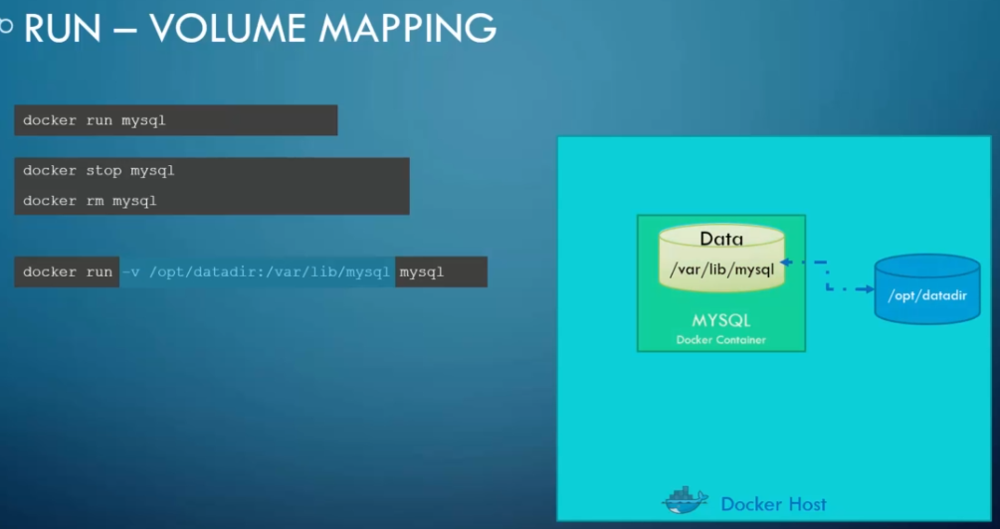 RUN – VOLUME MAPPING
docker run mysql
docker stop mysql
docker rm mysql
docker run -v /opt/datadir:/var/lib/mysql mysql
Data
/var/lib/mysql
/opt/datadir
MYSQL
Docker Container
Docker Host